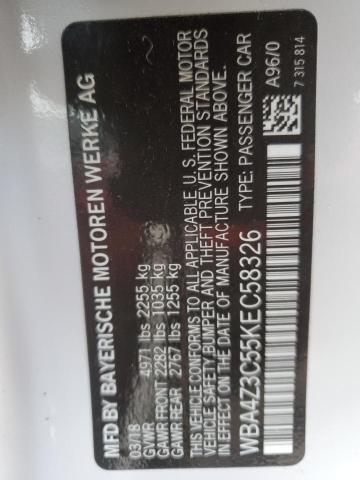 MFD BY BAYERISCHE MOTOREN WERKE AG
03/18
GVWR 4971 lbs 2255 kg
GAWR FRONT 2282 lbs 1035 kg
GAWR REAR 2767 lbs 1255 kg
THIS VEHICLE CONFORMS TO ALL APPLICABLE U. S. FEDERAL MOTOR
VEHICLE SAFETY,BUMPER,AND THEFT PREVENTION STANDARDS
IN EFFECT ON THE DATE OF MANUFACTURE SHOWN ABOVE.
WBA4Z3C55KEC58326 TYPE: PASSENGER CAR
A96/0
7 315 814